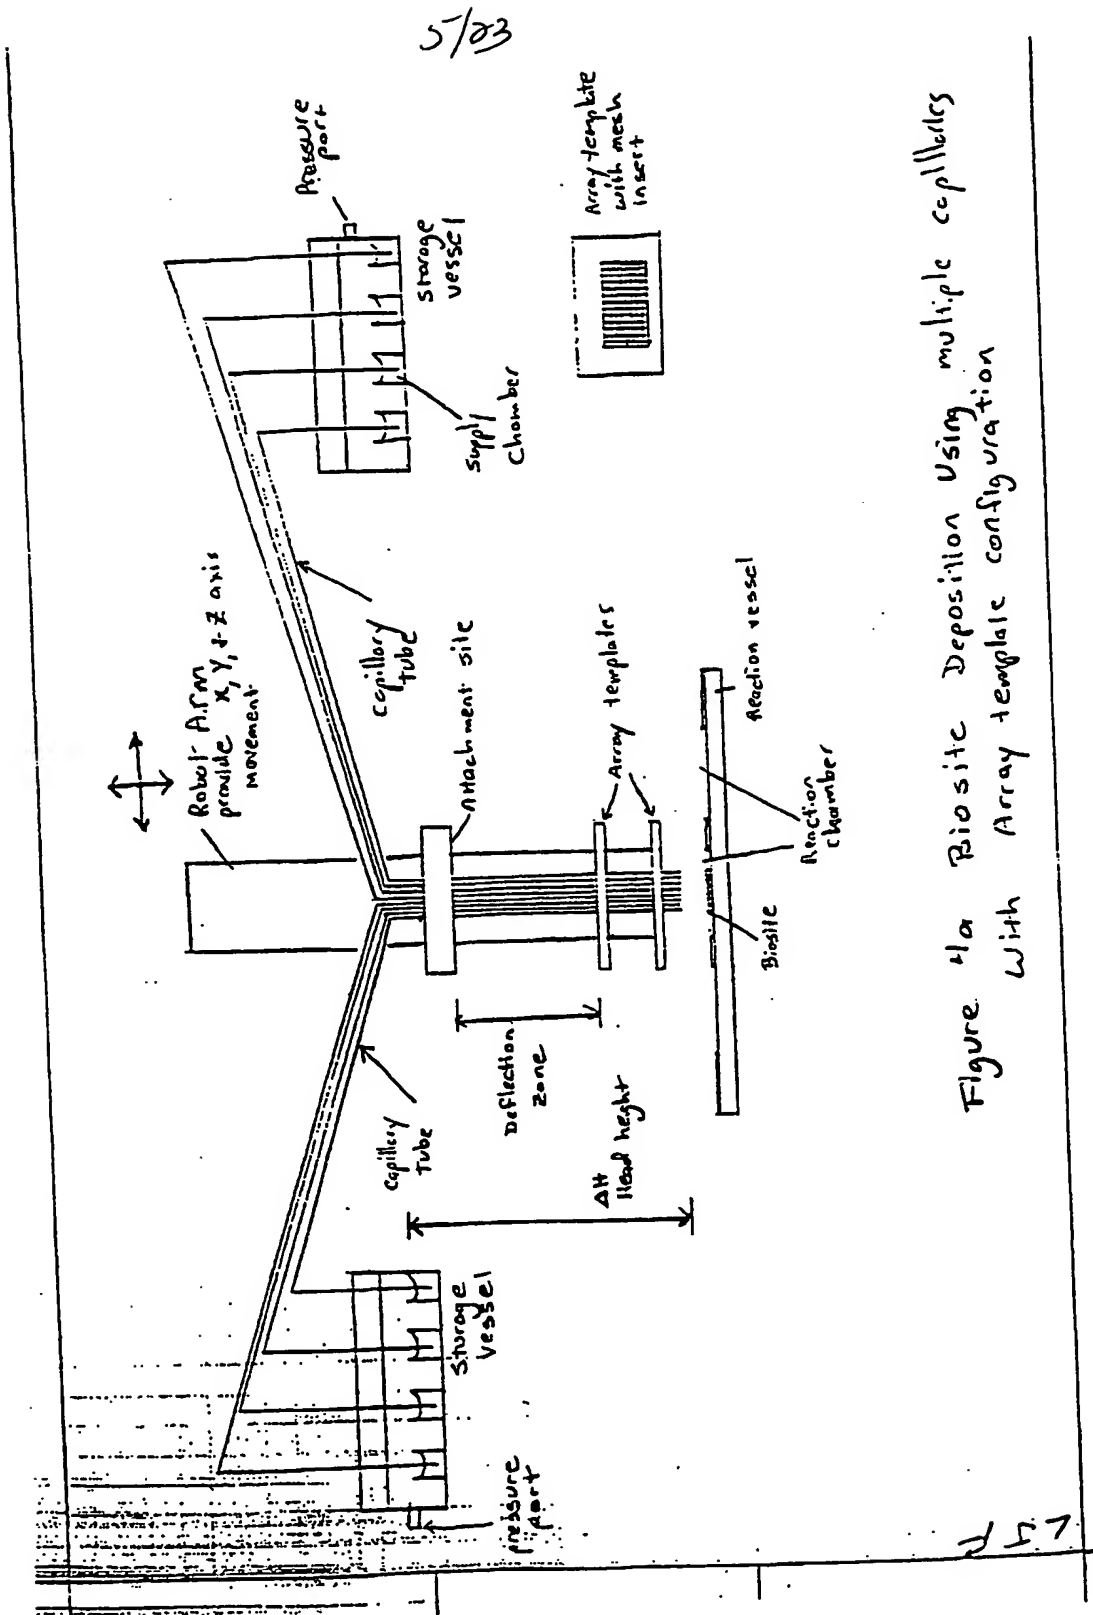 5/23
Robot Arm
provide x, y, + z axis
movement
Pressure
port
storage
vessel
supply
chamber
Array template
with mesh
insert
capillary
tube
Attachment site
Array templates
Reaction vessel
Reaction
chamber
Biosite
capillary
tube
Deflection
zone
ΔH
Head height
storage
vessel
pressure
port
Figure 4a Biosite Deposition Using multiple capillaries
With Array template configuration